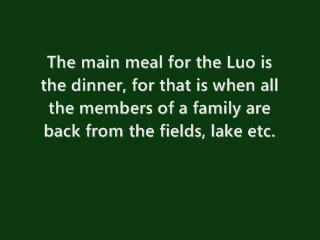 The main meal for the Luo is
the dinner, for that is when all
the members of a family are
back from the fields, lake etc.